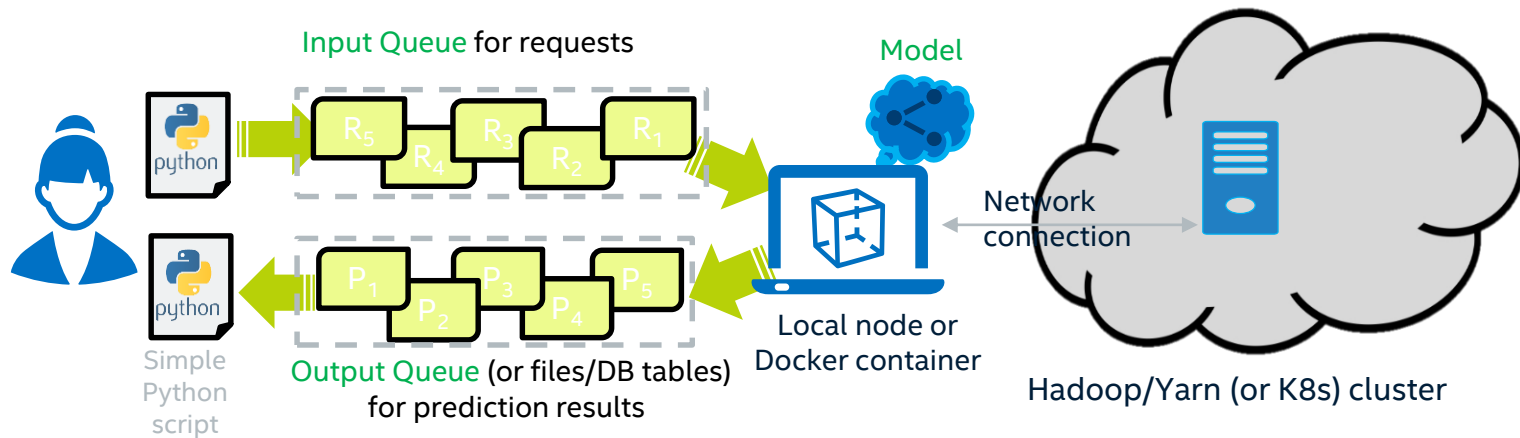 Input Queue for requests
Model
python
R5
R4
R3
R2
R1
Network
connection
python
P1
P2
P3
P4
P5
Simple
Python
script
Local node or
Docker container
Output Queue (or files/DB tables)
for prediction results
Hadoop/Yarn (or K8s) cluster